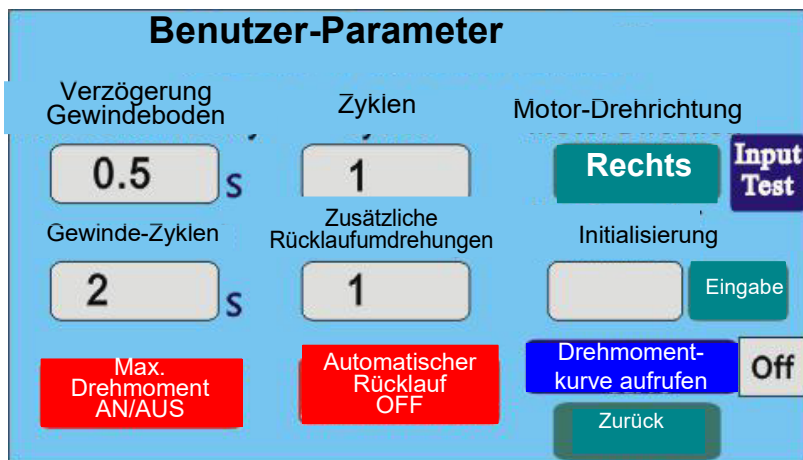 Benutzer-Parameter
Verzögerung
Gewindeboden
Zyklen
Motor-Drehrichtung
0.5
s
1
Rechts
Input
Test
Gewinde-Zyklen
Zusätzliche
Rücklaufumdrehungen
Initialisierung
2
s
1
Eingabe
Max.
Drehmoment
AN/AUS
Automatischer
Rücklauf
OFF
Drehmoment-
kurve aufrufen
Off
Zurück